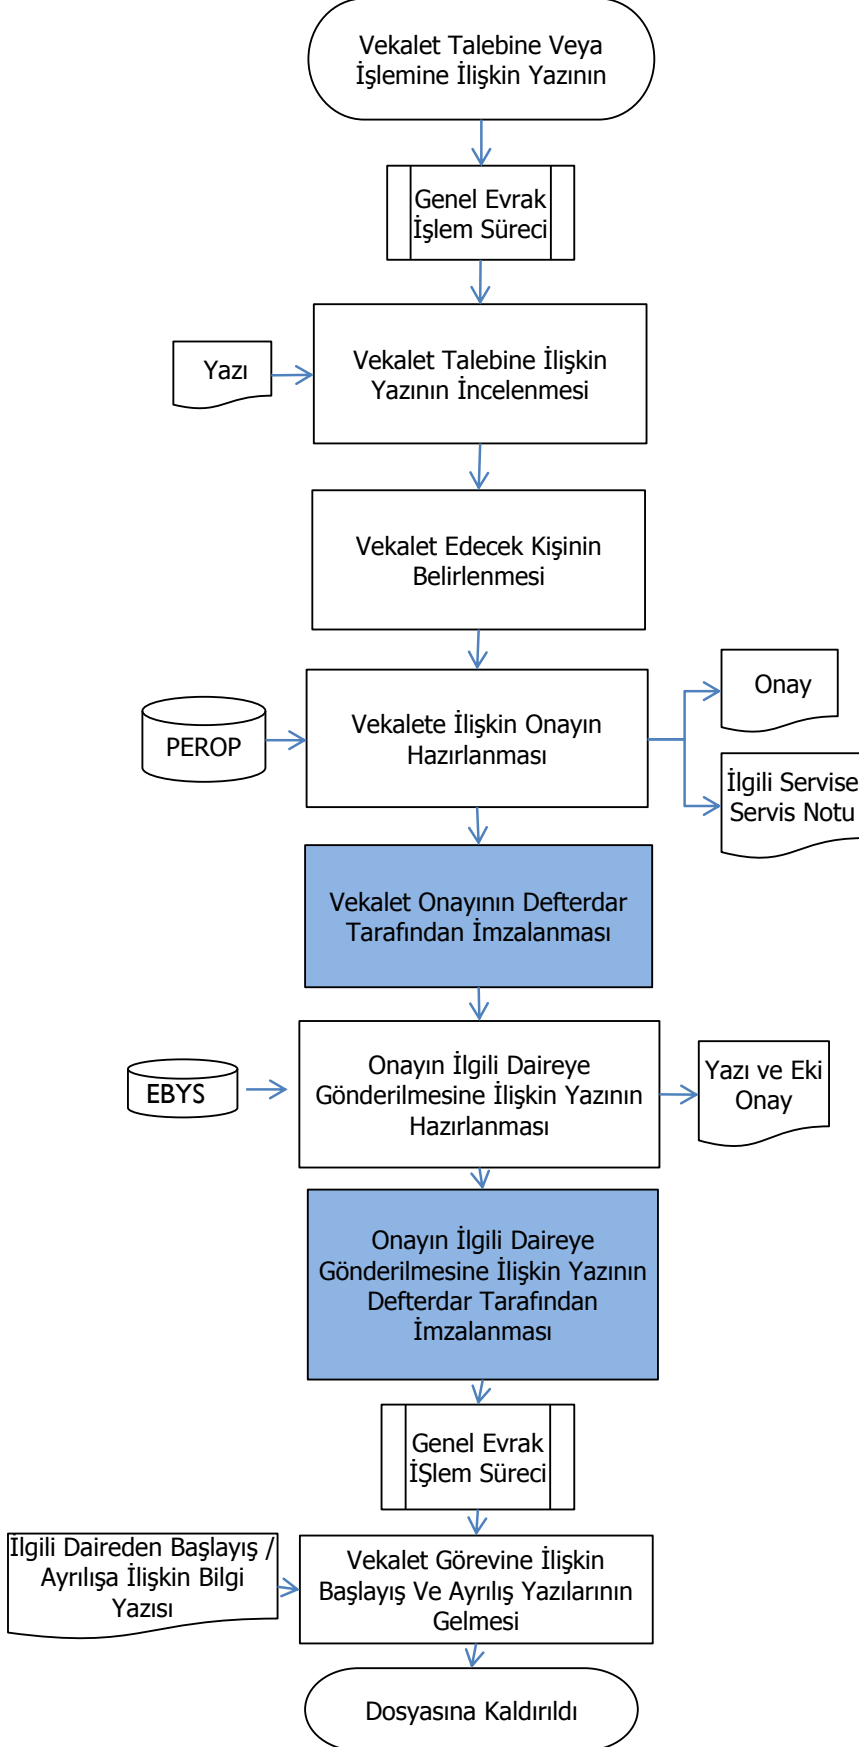 Vekalet Talebine Veya
İşlemine İlişkin Yazının
Genel Evrak
İşlem Süreci
Yazı
Vekalet Talebine İlişkin
Yazının İncelenmesi
Vekalet Edecek Kişinin
Belirlenmesi
PEROP
Vekalete İlişkin Onayın
Hazırlanması
Onay
İlgili Servise
Servis Notu
Vekalet Onayının Defterdar
Tarafından İmzalanması
EBYS
Onayın İlgili Daireye
Gönderilmesine İlişkin Yazının
Hazırlanması
Yazı ve Eki
Onay
Onayın İlgili Daireye
Gönderilmesine İlişkin Yazının
Defterdar Tarafından
İmzalanması
Genel Evrak
İŞlem Süreci
İlgili Daireden Başlayış /
Ayrılışa İlişkin Bilgi
Yazısı
Vekalet Görevine İlişkin
Başlayış Ve Ayrılış Yazılarının
Gelmesi
Dosyasına Kaldırıldı